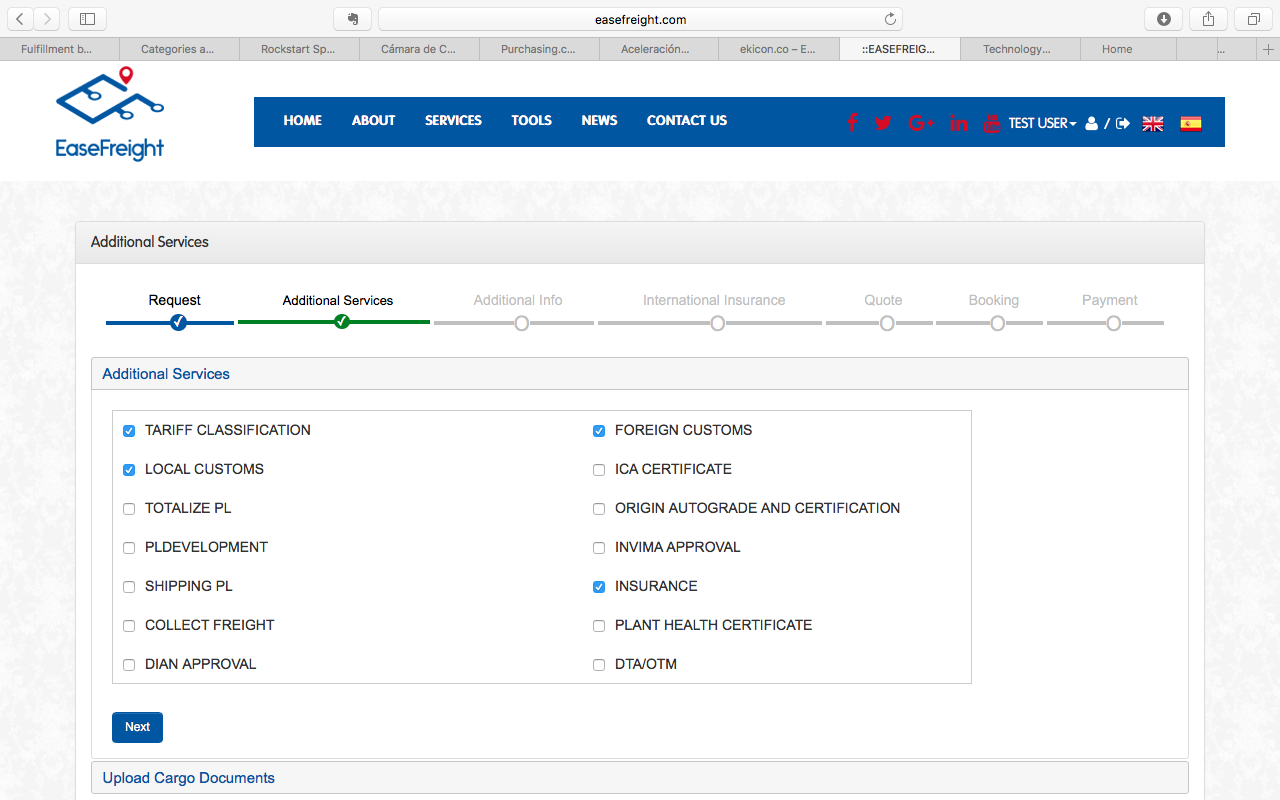 easefreight.com
Fulfillment b...
Categories a...
Rockstart Sp...
Cámara de C...
Purchasing.c...
Aceleración...
ekicon.co – E...
::EASEFREIG...
Technology...
Home
...
EaseFreight
HOME
ABOUT
SERVICES
TOOLS
NEWS
CONTACT US
TEST USER
/
Additional Services
Request
Additional Services
Additional Info
International Insurance
Quote
Booking
Payment
Additional Services
TARIFF CLASSIFICATION
FOREIGN CUSTOMS
LOCAL CUSTOMS
ICA CERTIFICATE
TOTALIZE PL
ORIGIN AUTOGRADE AND CERTIFICATION
PLDEVELOPMENT
INVIMA APPROVAL
SHIPPING PL
INSURANCE
COLLECT FREIGHT
PLANT HEALTH CERTIFICATE
DIAN APPROVAL
DTA/OTM
Next
Upload Cargo Documents